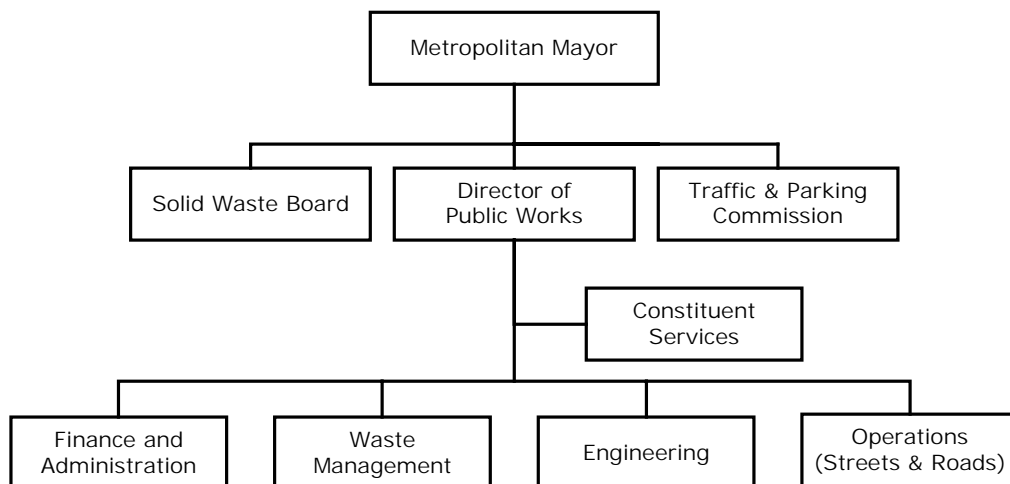 Metropolitan Mayor
Solid Waste Board
Director of
Public Works
Traffic & Parking
Commission
Constituent
Services
Finance and
Administration
Waste
Management
Engineering
Operations
(Streets & Roads)